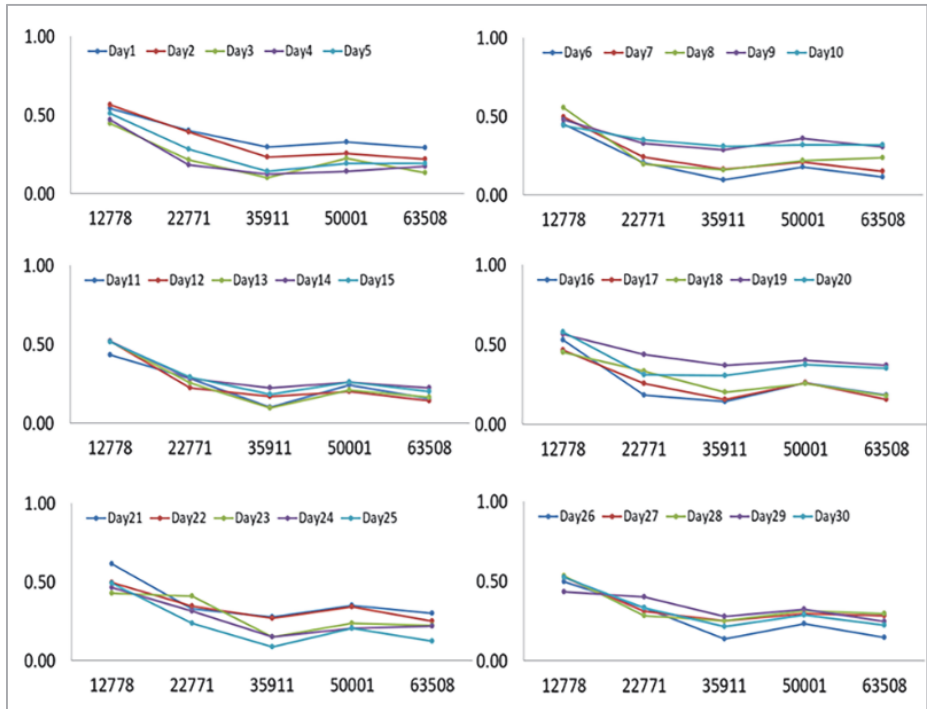 1.00
Day1 Day2 Day3 Day4 Day5
0.50
0.00
12778 22771 35911 50001 63508
1.00
Day6 Day7 Day8 Day9 Day10
0.50
0.00
12778 22771 35911 50001 63508
1.00
Day11 Day12 Day13 Day14 Day15
0.50
0.00
12778 22771 35911 50001 63508
1.00
Day16 Day17 Day18 Day19 Day20
0.50
0.00
12778 22771 35911 50001 63508
1.00
Day21 Day22 Day23 Day24 Day25
0.50
0.00
12778 22771 35911 50001 63508
1.00
Day26 Day27 Day28 Day29 Day30
0.50
0.00
12778 22771 35911 50001 63508